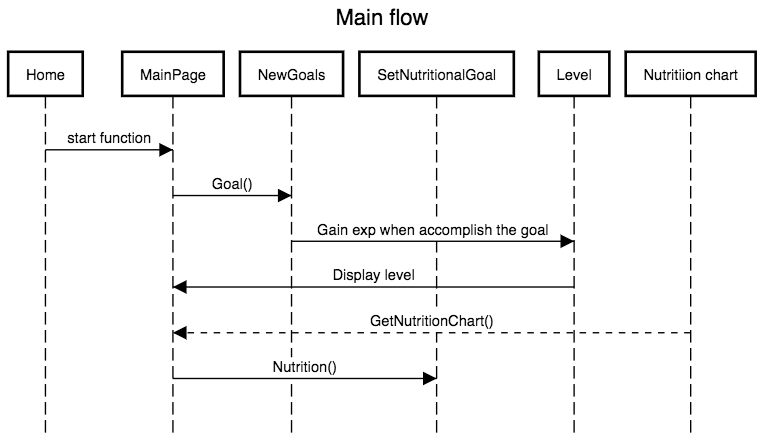 Main flow
Home
MainPage
NewGoals
SetNutritionalGoal
Level
Nutritiion chart
start function
Goal()
Gain exp when accomplish the goal
Display level
GetNutritionChart()
Nutrition()